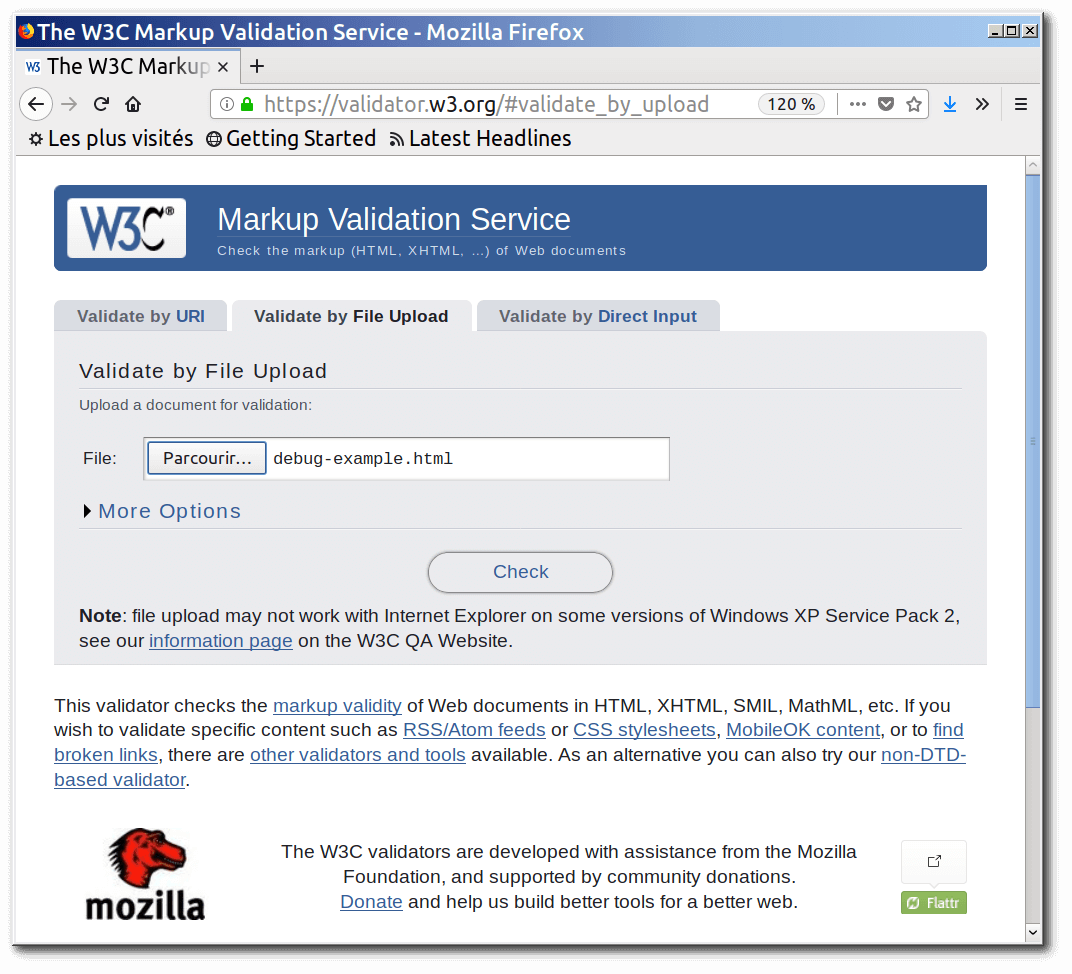 The W3C Markup Validation Service - Mozilla Firefox
W3 The W3C Markup
https://validator.w3.org/#validate_by_upload 120 %
Les plus visités Getting Started Latest Headlines
W3C® Markup Validation Service
Check the markup (HTML, XHTML, …) of Web documents
Validate by URI Validate by File Upload Validate by Direct Input
Validate by File Upload
Upload a document for validation:
File: Parcourir… debug-example.html
More Options
Check
Note: file upload may not work with Internet Explorer on some versions of Windows XP Service Pack 2,
see our information page on the W3C QA Website.
This validator checks the markup validity of Web documents in HTML, XHTML, SMIL, MathML, etc. If you
wish to validate specific content such as RSS/Atom feeds or CSS stylesheets, MobileOK content, or to find
broken links, there are other validators and tools available. As an alternative you can also try our non-DTD-
based validator.
mozilla
The W3C validators are developed with assistance from the Mozilla
Foundation, and supported by community donations.
Donate and help us build better tools for a better web.
Flattr